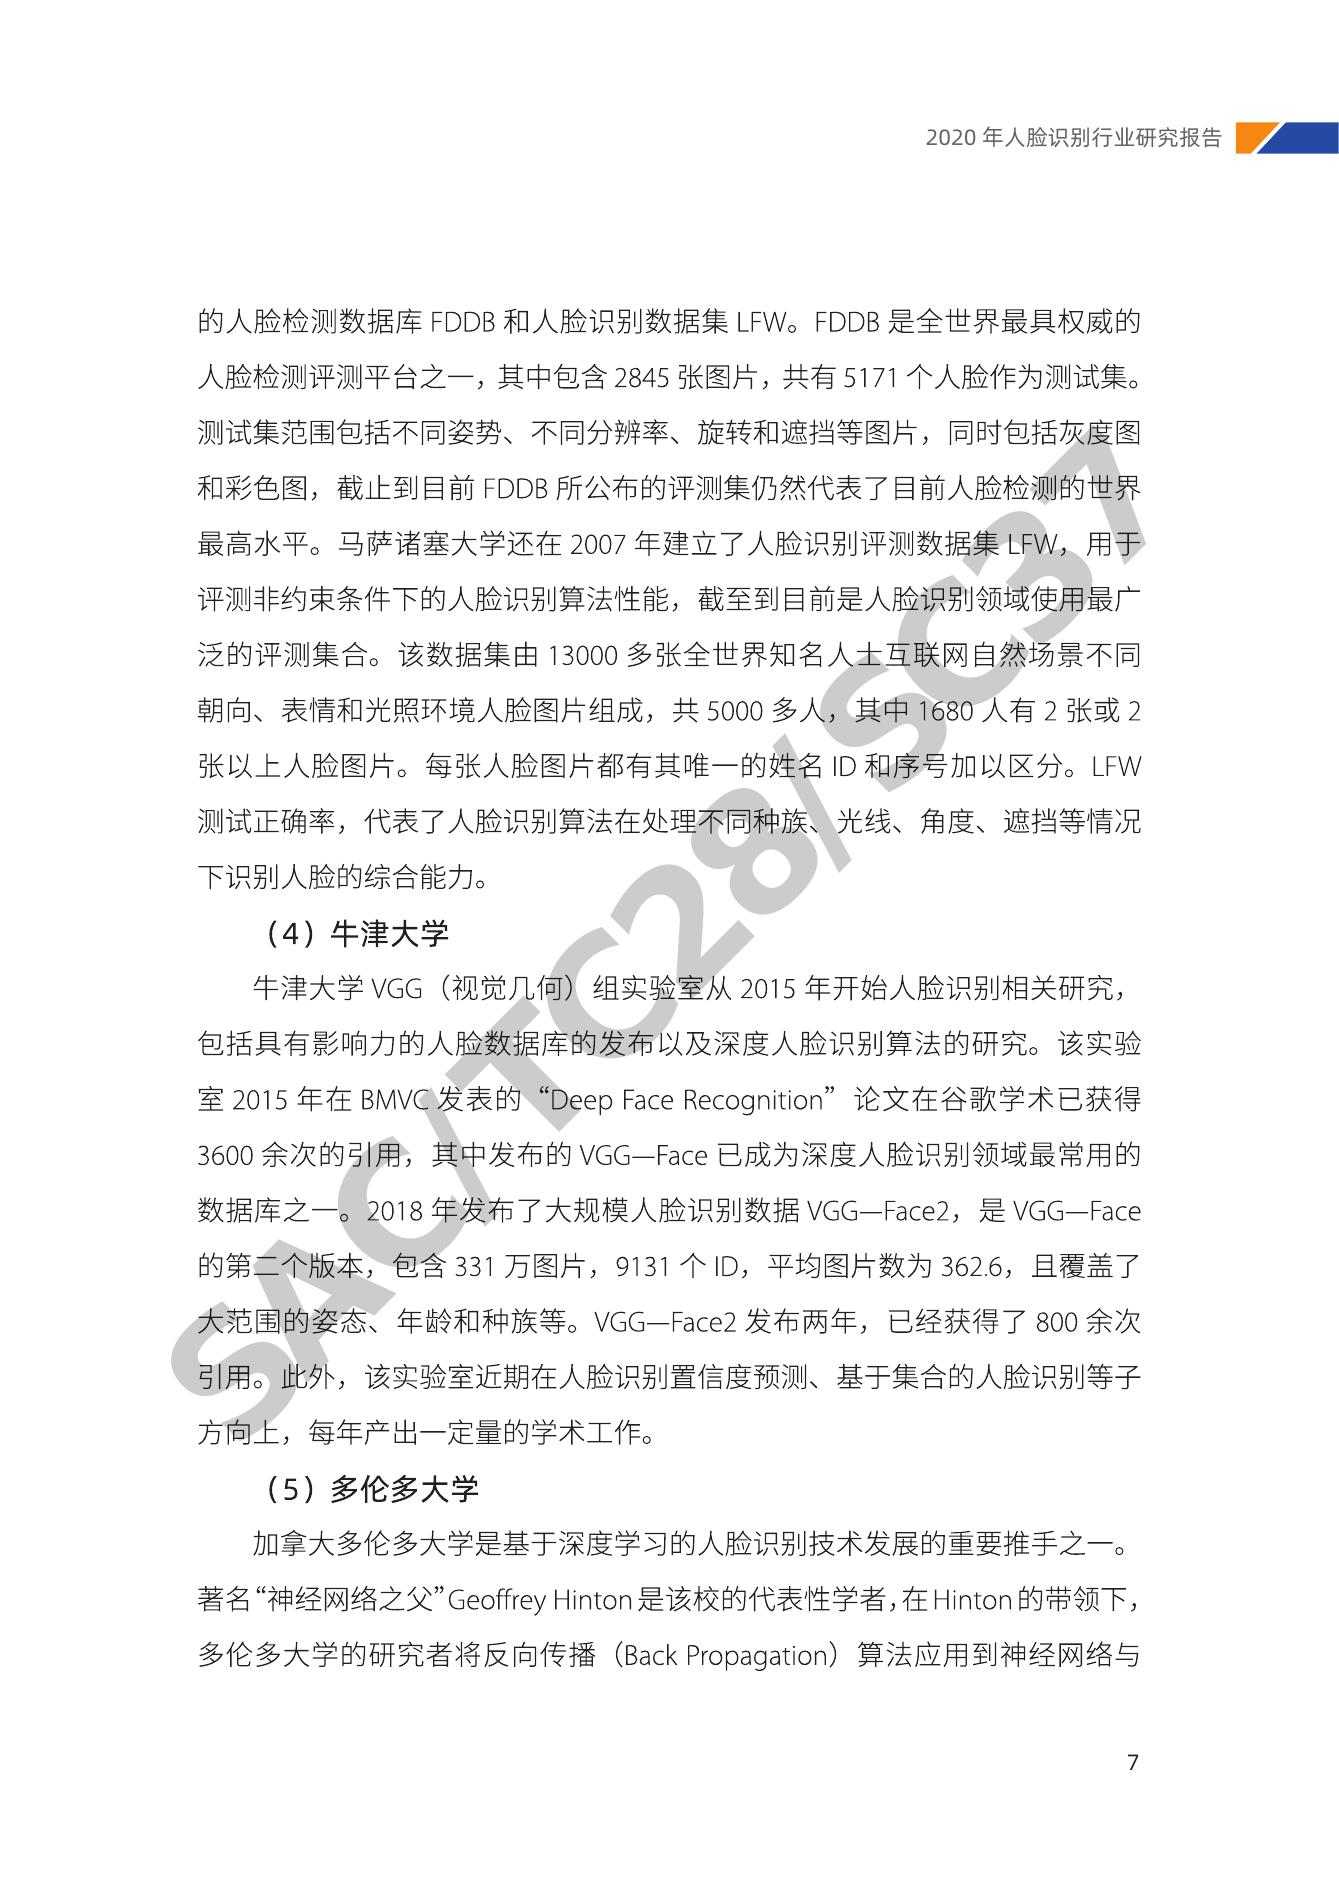 2020 年人脸识别行业研究报告
的人脸检测数据库 FDDB 和人脸识别数据集 LFW。FDDB 是全世界最具权威的
人脸检测评测平台之一，其中包含 2845 张图片，共有 5171 个人脸作为测试集。
测试集范围包括不同姿势、不同分辨率、旋转和遮挡等图片，同时包括灰度图
和彩色图，截止到目前 FDDB 所公布的评测集仍然代表了目前人脸检测的世界
最高水平。马萨诸塞大学还在 2007 年建立了人脸识别评测数据集 LFW，用于
评测非约束条件下的人脸识别算法性能，截至到目前是人脸识别领域使用最广
泛的评测集合。该数据集由 13000 多张全世界知名人士互联网自然场景不同
朝向、表情和光照环境人脸图片组成，共 5000 多人，其中 1680 人有 2 张或 2
张以上人脸图片。每张人脸图片都有其唯一的姓名 ID 和序号加以区分。LFW
测试正确率，代表了人脸识别算法在处理不同种族、光线、角度、遮挡等情况
下识别人脸的综合能力。
（4）牛津大学
牛津大学 VGG（视觉几何）组实验室从 2015 年开始人脸识别相关研究，
包括具有影响力的人脸数据库的发布以及深度人脸识别算法的研究。该实验
室 2015 年在 BMVC 发表的“Deep Face Recognition”论文在谷歌学术已获得
3600 余次的引用，其中发布的 VGG—Face 已成为深度人脸识别领域最常用的
数据库之一。2018 年发布了大规模人脸识别数据 VGG—Face2，是 VGG—Face
的第二个版本，包含 331 万图片，9131 个 ID，平均图片数为 362.6，且覆盖了
大范围的姿态、年龄和种族等。VGG—Face2 发布两年，已经获得了 800 余次
引用。此外，该实验室近期在人脸识别置信度预测、基于集合的人脸识别等子
方向上，每年产出一定量的学术工作。
（5）多伦多大学
加拿大多伦多大学是基于深度学习的人脸识别技术发展的重要推手之一。
著名“神经网络之父”Geoffrey Hinton是该校的代表性学者，在Hinton的带领下，
多伦多大学的研究者将反向传播（Back Propagation）算法应用到神经网络与
7
SAC/TC28/SC37